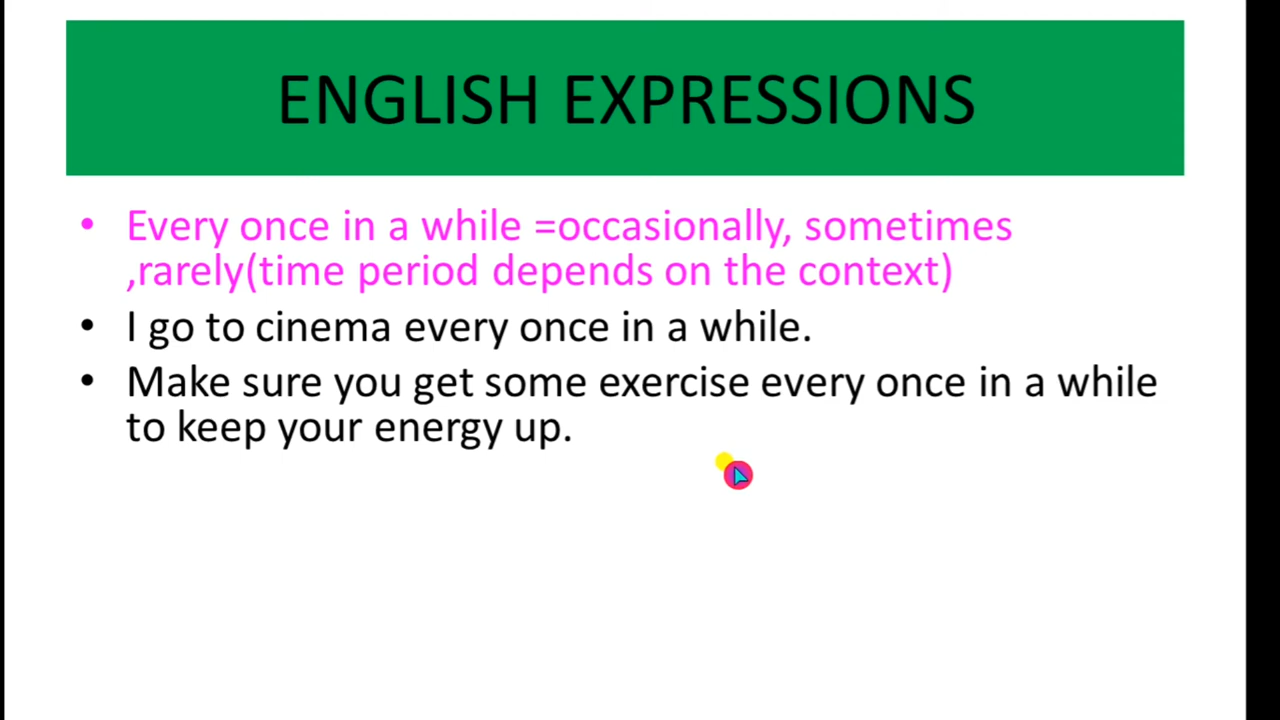 ENGLISH EXPRESSIONS
• Every once in a while =occasionally, sometimes
,rarely(time period depends on the context)
• I go to cinema every once in a while.
• Make sure you get some exercise every once in a while
to keep your energy up.